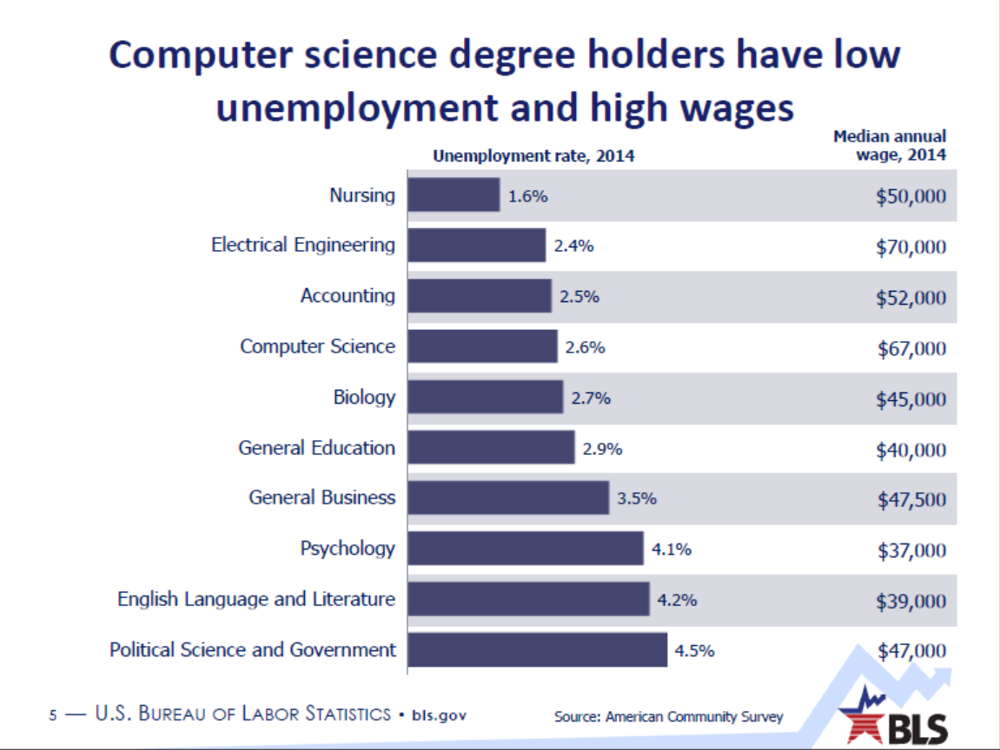 Computer science degree holders have low
unemployment and high wages
Unemployment rate, 2014
Median annual
wage, 2014
Nursing 1.6% $50,000
Electrical Engineering 2.4% $70,000
Accounting 2.5% $52,000
Computer Science 2.6% $67,000
Biology 2.7% $45,000
General Education 2.9% $40,000
General Business 3.5% $47,500
Psychology 4.1% $37,000
English Language and Literature 4.2% $39,000
Political Science and Government 4.5% $47,000
5 — U.S. BUREAU OF LABOR STATISTICS • bls.gov
Source: American Community Survey
BLS